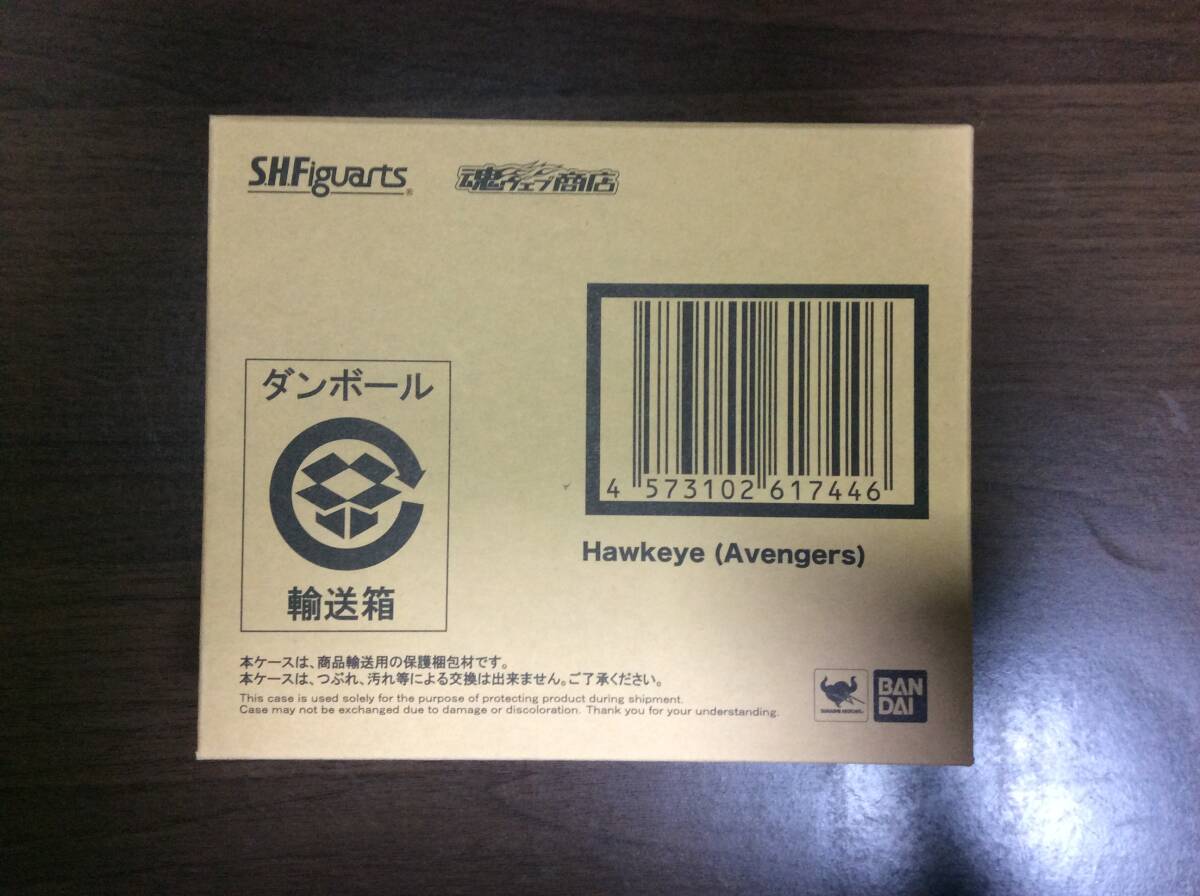 S.H.Figuarts®
魂ウェブ商店
4 573102 617446
Hawkeye (Avengers)
ダンボール
輸送箱
本ケースは、商品輸送用の保護梱包材です。
本ケースは、つぶれ、汚れ等による交換は出来ません。ご了承ください。
This case is used solely for the purpose of protecting product during shipment.
Case may not be exchanged due to damage or discoloration. Thank you for your understanding.
BAN
DAI